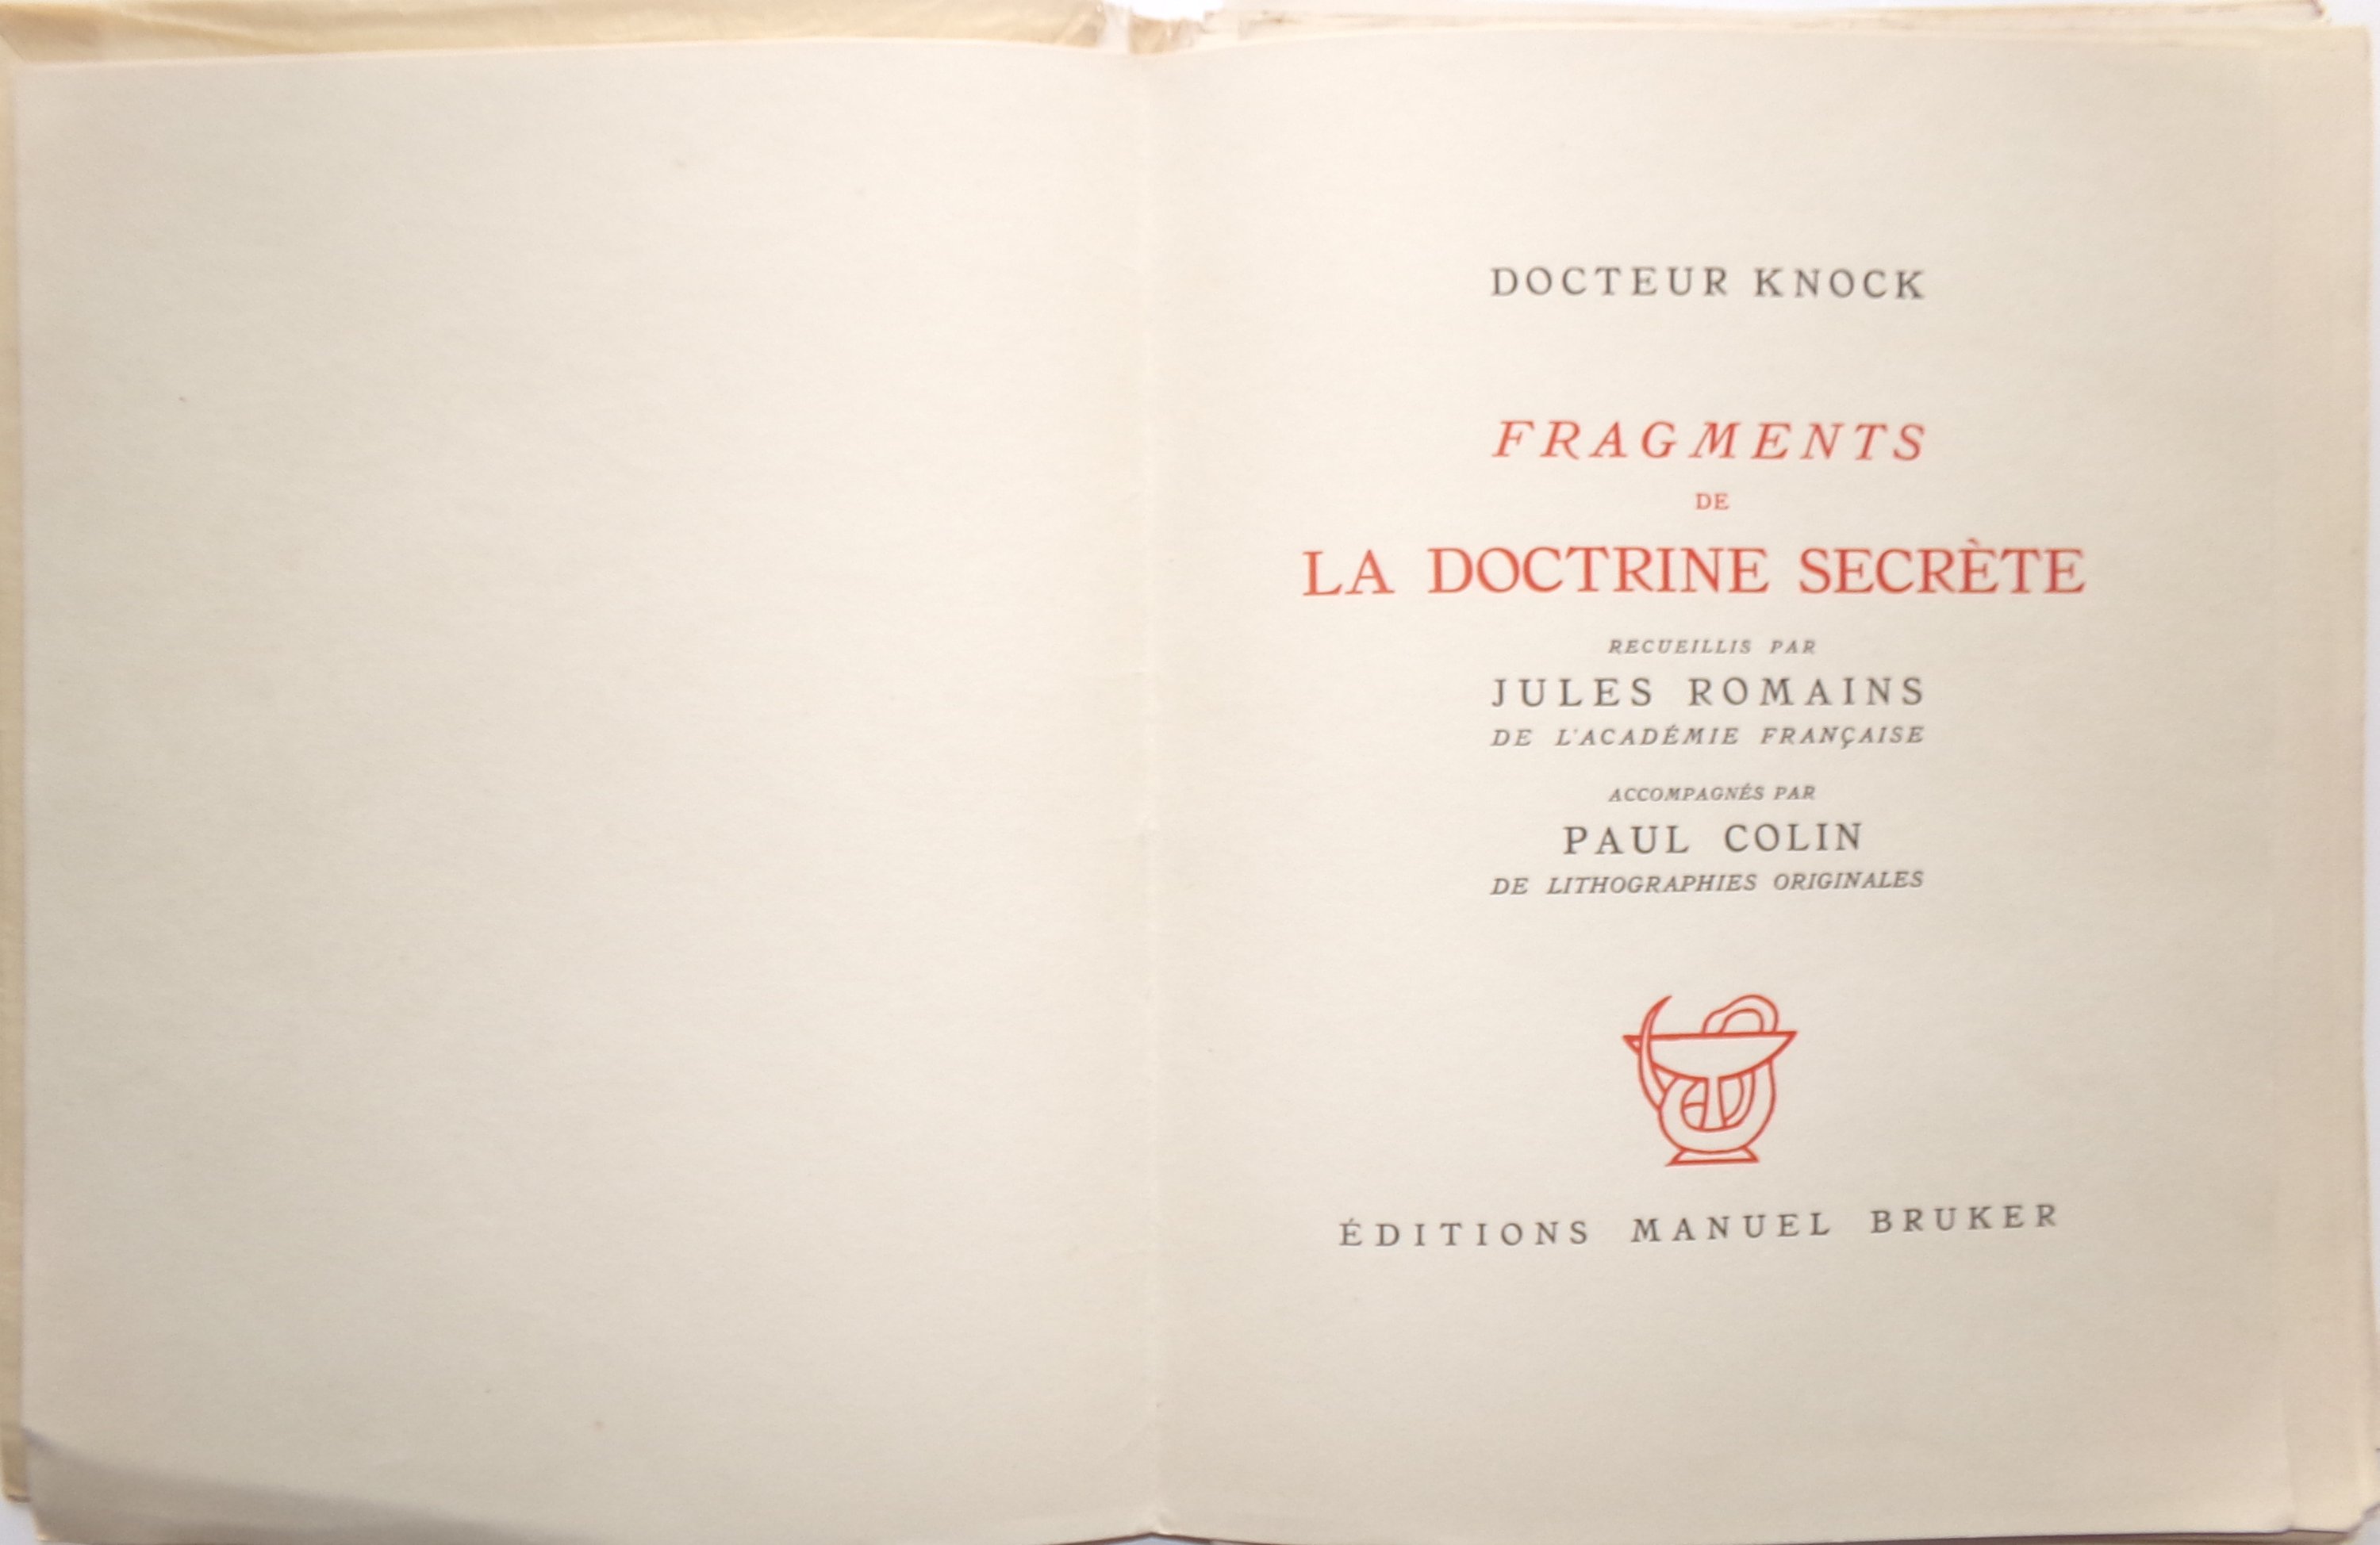 DOCTEUR KNOCK
FRAGMENTS
DE
LA DOCTRINE SECRÈTE
RECUEILLIS PAR
JULES ROMAINS
DE L'ACADÉMIE FRANÇAISE
ACCOMPAGNÉS PAR
PAUL COLIN
DE LITHOGRAPHIES ORIGINALES
ÉDITIONS MANUEL BRUKER